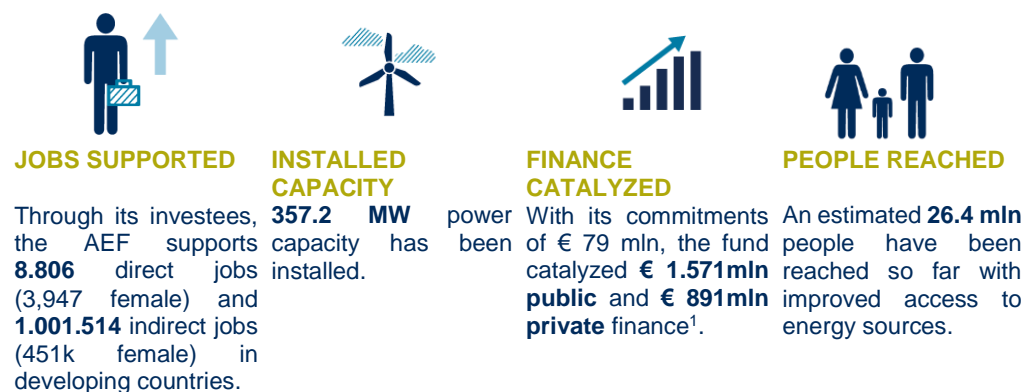 JOBS SUPPORTED
Through its investees,
the AEF supports
8.806 direct jobs
(3,947 female) and
1.001.514 indirect jobs
(451k female) in
developing countries.
INSTALLED
CAPACITY
357.2 MW power
capacity has been
installed.
FINANCE
CATALYZED
With its commitments
of € 79 mln, the fund
catalyzed € 1.571mln
public and € 891mln
private finance¹.
PEOPLE REACHED
An estimated 26.4 mln
people have been
reached so far with
improved access to
energy sources.